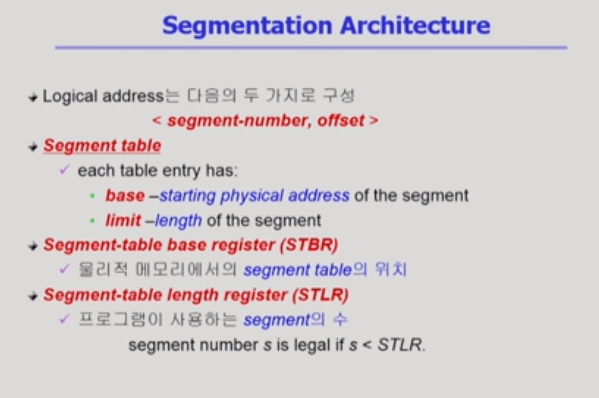 Segmentation Architecture
Logical address는 다음의 두 가지로 구성
< segment-number, offset >
Segment table
each table entry has:
base –starting physical address of the segment
limit –length of the segment
Segment-table base register (STBR)
물리적 메모리에서의 segment table의 위치
Segment-table length register (STLR)
프로그램이 사용하는 segment의 수
segment number s is legal if s < STLR.